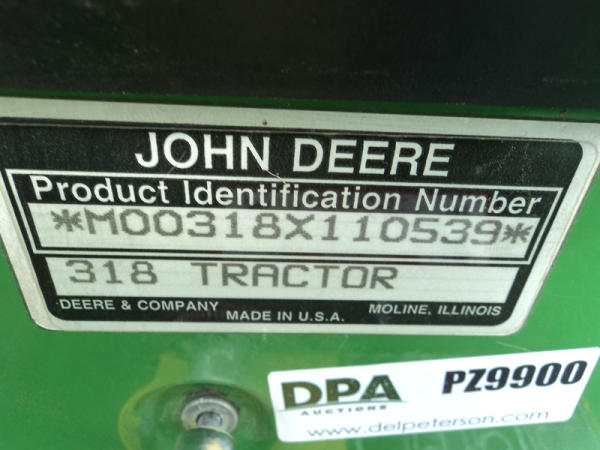 JOHN DEERE
Product Identification Number
*M00318X110539*
318 TRACTOR
DEERE & COMPANY MOLINE, ILLINOIS
MADE IN U.S.A.
DPA PZ9900
AUCTIONS
www.delpeterson.com